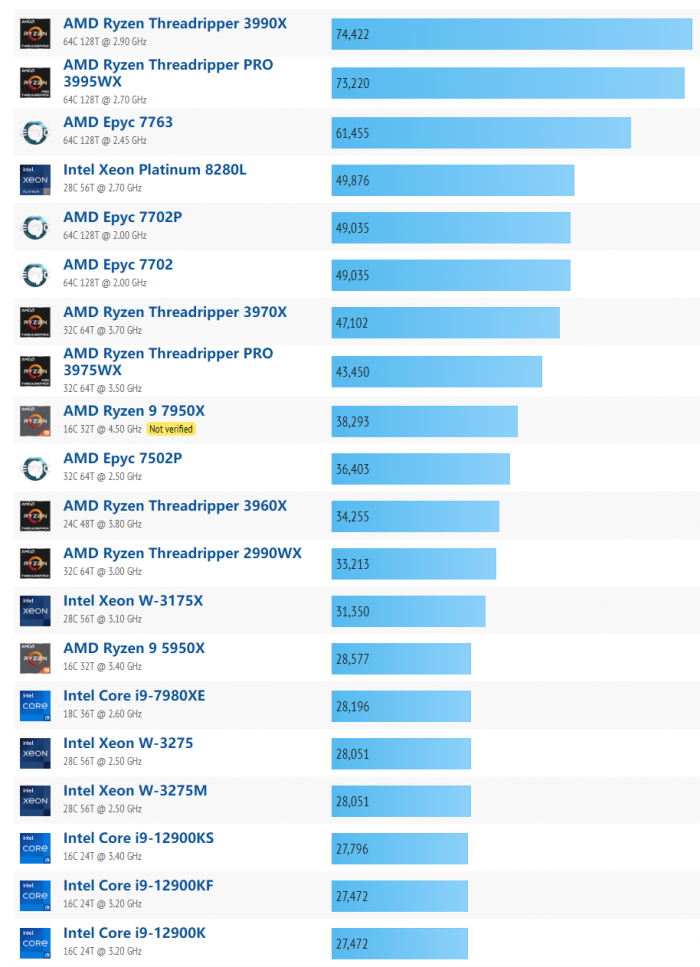 AMD Ryzen Threadripper 3990X
64C 128T @ 2.90 GHz
74,422
AMD Ryzen Threadripper PRO
3995WX
64C 128T @ 2.70 GHz
73,220
AMD Epyc 7763
64C 128T @ 2.45 GHz
61,455
Intel Xeon Platinum 8280L
28C 56T @ 2.70 GHz
49,876
AMD Epyc 7702P
64C 128T @ 2.00 GHz
49,035
AMD Epyc 7702
64C 128T @ 2.00 GHz
49,035
AMD Ryzen Threadripper 3970X
32C 64T @ 3.70 GHz
47,102
AMD Ryzen Threadripper PRO
3975WX
32C 64T @ 3.50 GHz
43,450
AMD Ryzen 9 7950X
16C 32T @ 4.50 GHz Not verified
38,293
AMD Epyc 7502P
32C 64T @ 2.50 GHz
36,403
AMD Ryzen Threadripper 3960X
24C 48T @ 3.80 GHz
34,255
AMD Ryzen Threadripper 2990WX
32C 64T @ 3.00 GHz
33,213
Intel Xeon W-3175X
28C 56T @ 3.10 GHz
31,350
AMD Ryzen 9 5950X
16C 32T @ 3.40 GHz
28,577
Intel Core i9-7980XE
18C 36T @ 2.60 GHz
28,196
Intel Xeon W-3275
28C 56T @ 2.50 GHz
28,051
Intel Xeon W-3275M
28C 56T @ 2.50 GHz
28,051
Intel Core i9-12900KS
16C 24T @ 3.40 GHz
27,796
Intel Core i9-12900KF
16C 24T @ 3.20 GHz
27,472
Intel Core i9-12900K
16C 24T @ 3.20 GHz
27,472